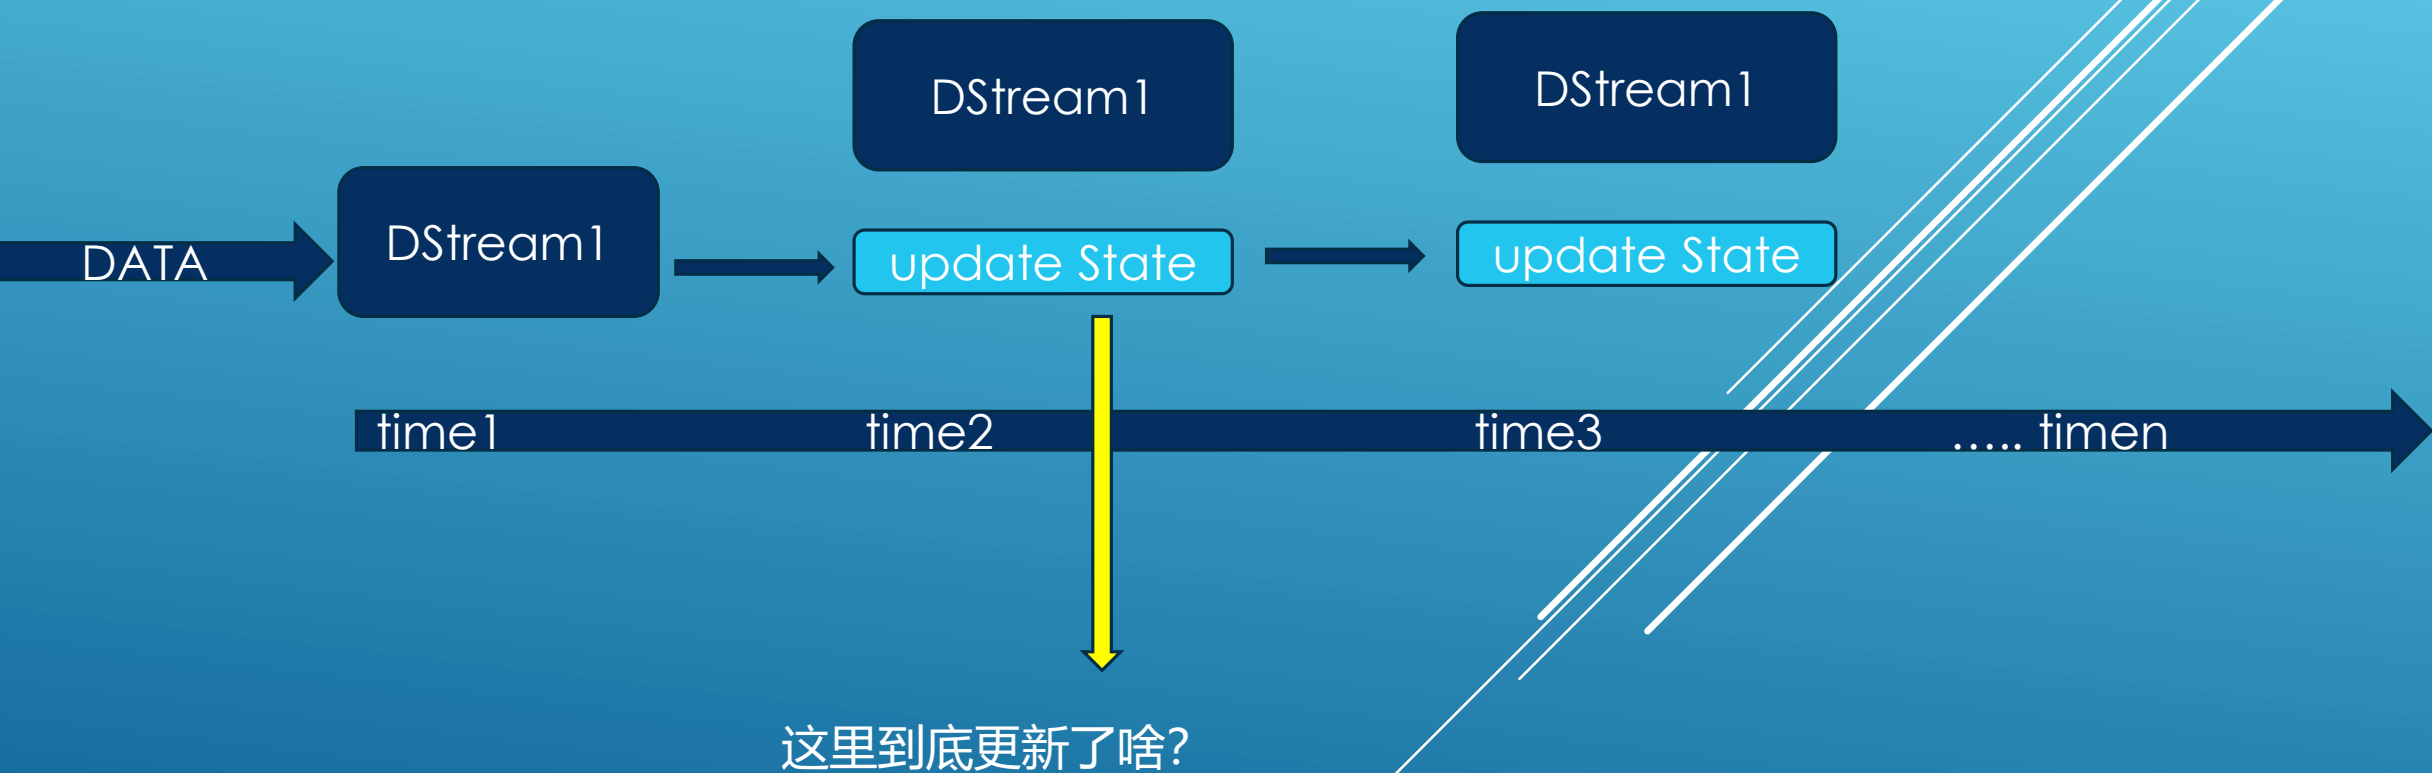 DStream1
DStream1
DATA
DStream1
update State
update State
time1
time2
time3
..... timen
这里到底更新了啥？